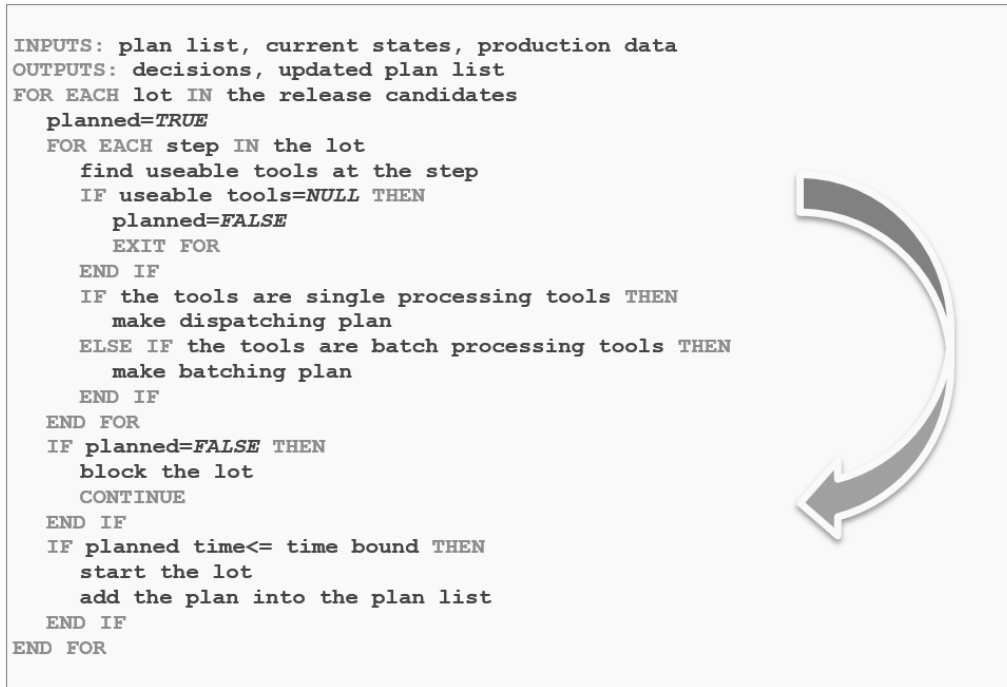 INPUTS: plan list, current states, production data
OUTPUTS: decisions, updated plan list
FOR EACH lot IN the release candidates
planned=TRUE
FOR EACH step IN the lot
find useable tools at the step
IF useable tools=NULL THEN
planned=FALSE
EXIT FOR
END IF
IF the tools are single processing tools THEN
make dispatching plan
ELSE IF the tools are batch processing tools THEN
make batching plan
END IF
END FOR
IF planned=FALSE THEN
block the lot
CONTINUE
END IF
IF planned time<= time bound THEN
start the lot
add the plan into the plan list
END IF
END FOR